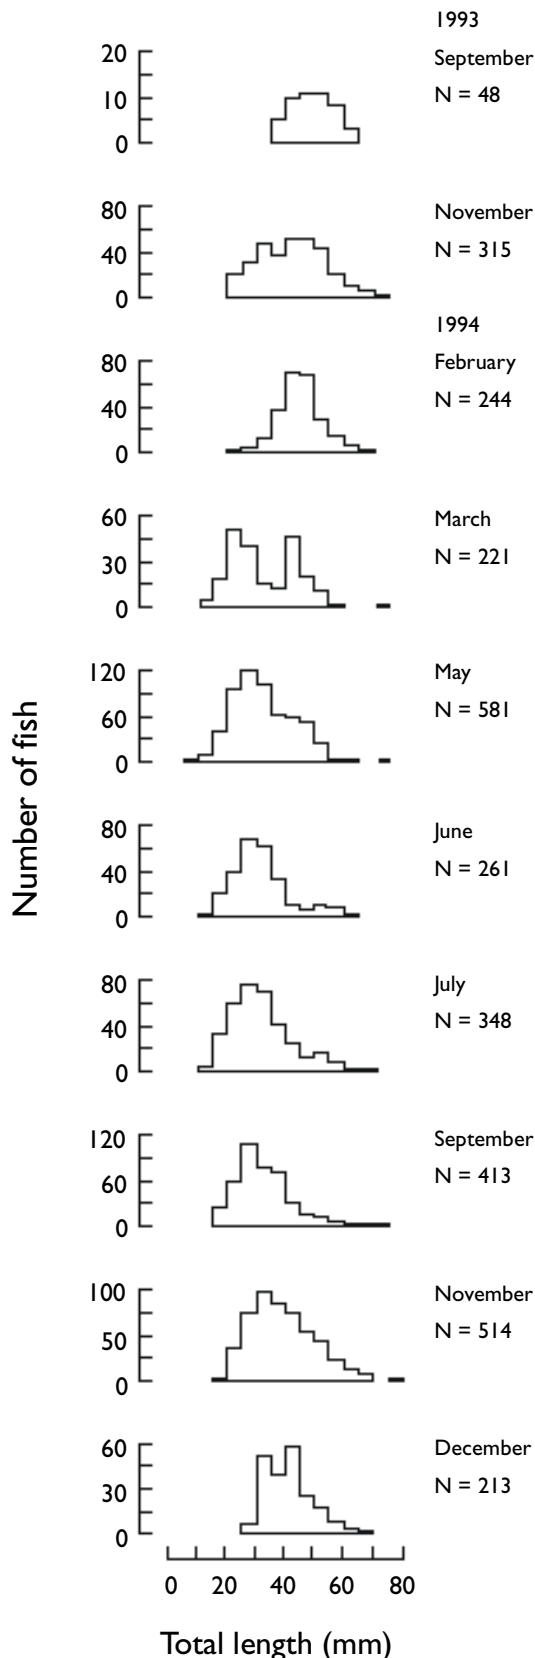 1993
September
N = 48
20
10
0
November
N = 315
80
40
0
1994
February
N = 244
80
40
0
March
N = 221
60
30
0
May
N = 581
120
60
0
Number of fish
June
N = 261
80
40
0
July
N = 348
80
40
0
September
N = 413
120
60
0
November
N = 514
100
50
0
December
N = 213
60
30
0
0 20 40 60 80
Total length (mm)